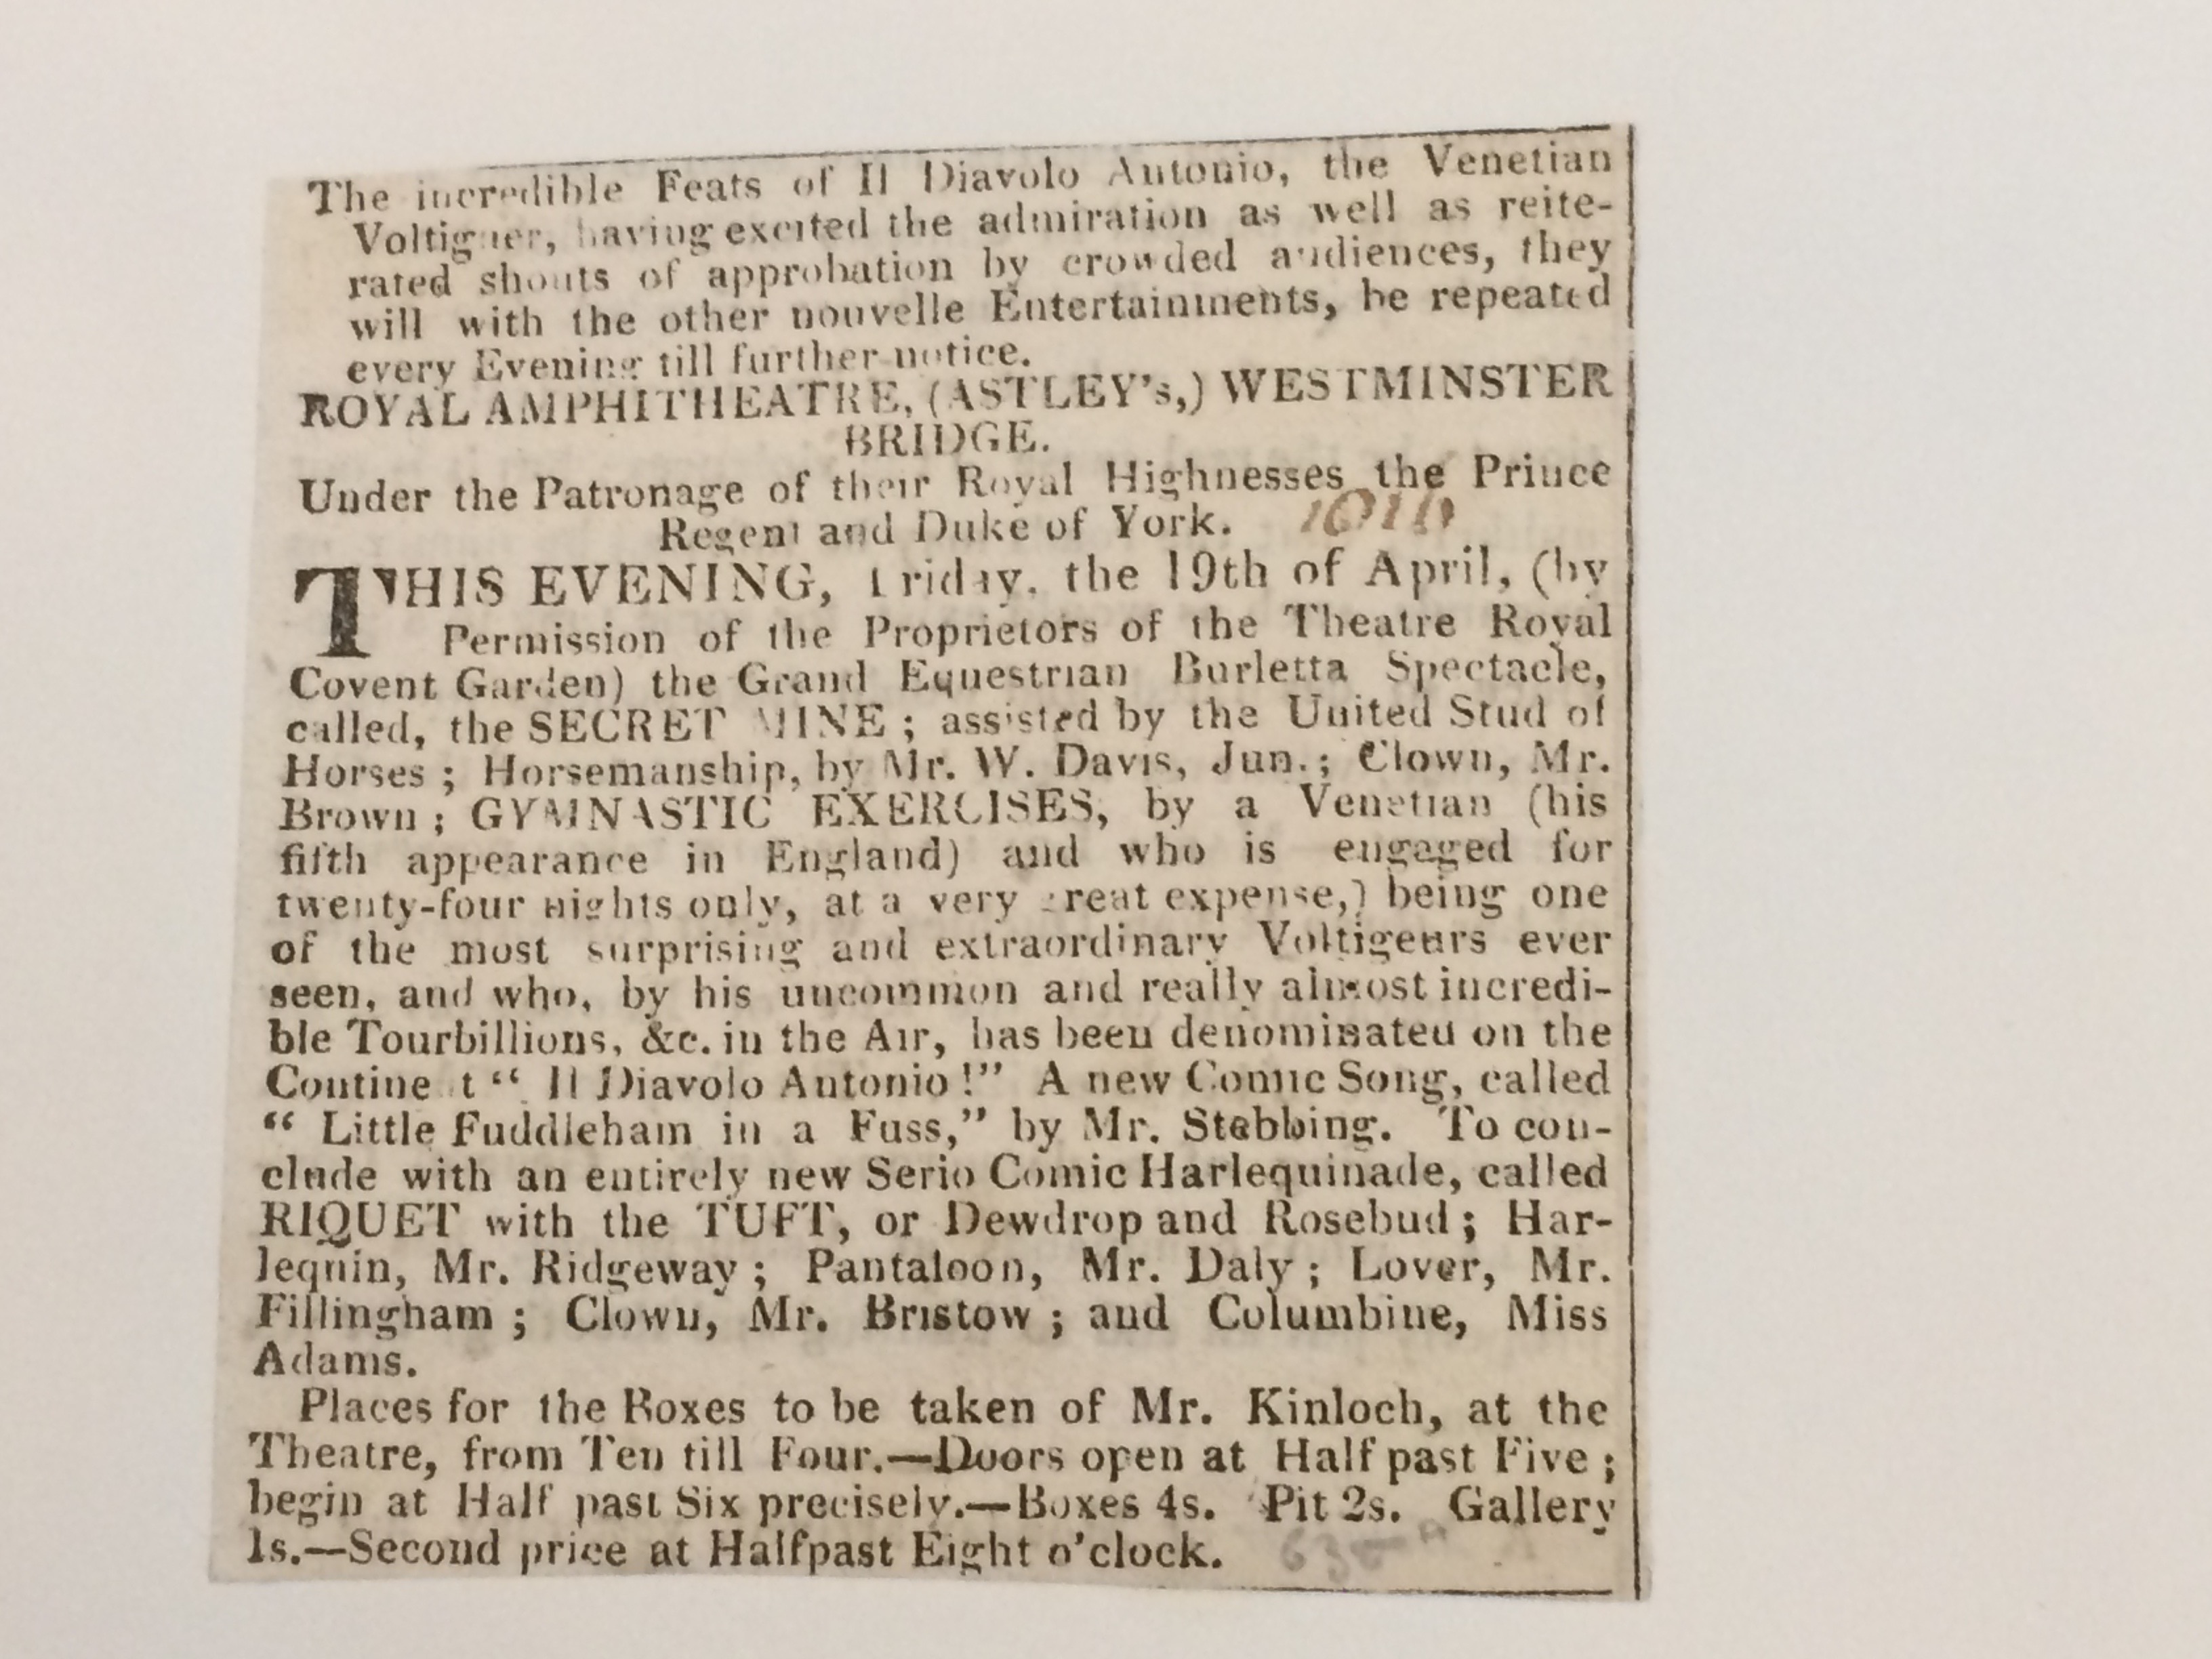 The incredible Feats of Il Diavolo Antonio, the Venetian
Voltiguer, having excited the admiration as well as reite-
rated shouts of approbation by crowded audiences, they
will with the other nouvelle Entertainments, be repeated
every Evening till further notice.
ROYAL AMPHITHEATRE, (ASTLEY's,) WESTMINSTER
BRIDGE.
Under the Patronage of their Royal Highnesses the Prince
Regent and Duke of York.
THIS EVENING, Friday, the 19th of April, (by
Permission of the Proprietors of the Theatre Royal
Covent Garden) the Grand Equestrian Burletta Spectacle,
called, the SECRET MINE; assisted by the United Stud of
Horses; Horsemanship, by Mr. W. Davis, Jun.; Clown, Mr.
Brown; GYMNASTIC EXERCISES, by a Venetian (his
fifth appearance in England) and who is engaged for
twenty-four nights only, at a very great expense,) being one
of the most surprising and extraordinary Voltigeurs ever
seen, and who, by his uncommon and really almost incredi-
ble Tourbillions, &c. in the Air, has been denominated on the
Continent "Il Diavolo Antonio!" A new Comic Song, called
"Little Fuddleham in a Fuss," by Mr. Stebbing. To con-
clude with an entirely new Serio Comic Harlequinade, called
RIQUET with the TUFT, or Dewdrop and Rosebud; Har-
lequin, Mr. Ridgeway; Pantaloon, Mr. Daly; Lover, Mr.
Fillingham; Clown, Mr. Bristow; and Columbine, Miss
Adams.
Places for the Boxes to be taken of Mr. Kinloch, at the
Theatre, from Ten till Four.—Doors open at Half past Five;
begin at Half past Six precisely.—Boxes 4s. Pit 2s. Gallery
1s.—Second price at Halfpast Eight o'clock.